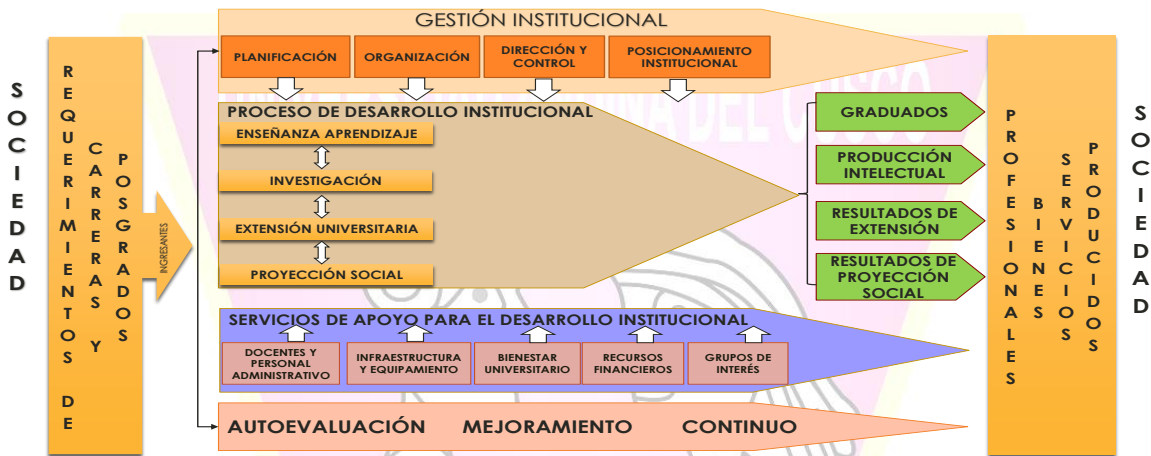 SOCIEDAD
REQUERIMIENTOS DE
CARRERAS Y
POSGRADOS
INGRESANTES
GESTIÓN INSTITUCIONAL
PLANIFICACIÓN
ORGANIZACIÓN
DIRECCIÓN Y
CONTROL
POSICIONAMIENTO
INSTITUCIONAL
PROCESO DE DESARROLLO INSTITUCIONAL
ENSEÑANZA APRENDIZAJE
INVESTIGACIÓN
EXTENSIÓN UNIVERSITARIA
PROYECCIÓN SOCIAL
GRADUADOS
PRODUCCIÓN
INTELECTUAL
RESULTADOS DE
EXTENSIÓN
RESULTADOS DE
PROYECCIÓN
SOCIAL
SERVICIOS DE APOYO PARA EL DESARROLLO INSTITUCIONAL
DOCENTES Y
PERSONAL
ADMINISTRATIVO
INFRAESTRUCTURA
Y EQUIPAMIENTO
BIENESTAR
UNIVERSITARIO
RECURSOS
FINANCIEROS
GRUPOS DE
INTERÉS
AUTOEVALUACIÓN MEJORAMIENTO CONTINUO
PROFESIONALES
BIENES
SERVICIOS
PRODUCIDOS
SOCIEDAD
DEL CUSCO